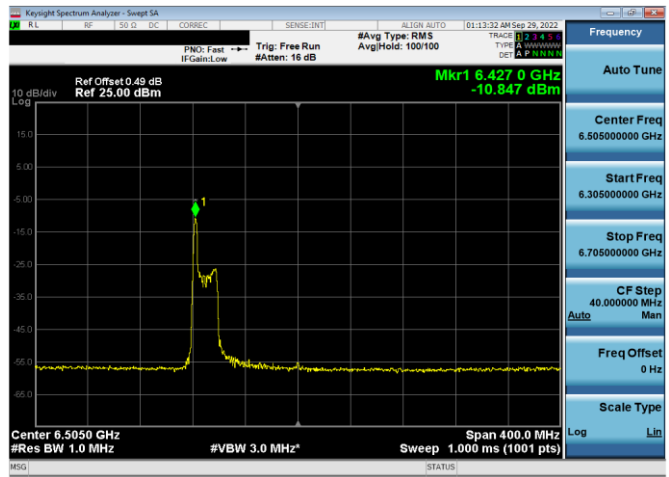 Keysight Spectrum Analyzer - Swept SA
RL RF 50 Ω DC CORREC SENSE:INT ALIGN AUTO 01:13:32 AM Sep 29, 2022
PNO: Fast
IFGain:Low
Trig: Free Run
#Atten: 16 dB
#Avg Type: RMS
Avg|Hold: 100/100
TRACE 1 2 3 4 5 6
TYPE A WWWWW
DET A P N N N N
Mkr1 6.427 0 GHz
-10.847 dBm
Ref Offset 0.49 dB
10 dB/div Ref 25.00 dBm
Log
15.0
5.00
-5.00
-15.0
-25.0
-35.0
-45.0
-55.0
-65.0
1
Center 6.5050 GHz Span 400.0 MHz
#Res BW 1.0 MHz #VBW 3.0 MHz* Sweep 1.000 ms (1001 pts)
MSG STATUS
Frequency
Auto Tune
Center Freq
6.505000000 GHz
Start Freq
6.305000000 GHz
Stop Freq
6.705000000 GHz
CF Step
40.000000 MHz
Auto Man
Freq Offset
0 Hz
Scale Type
Log Lin